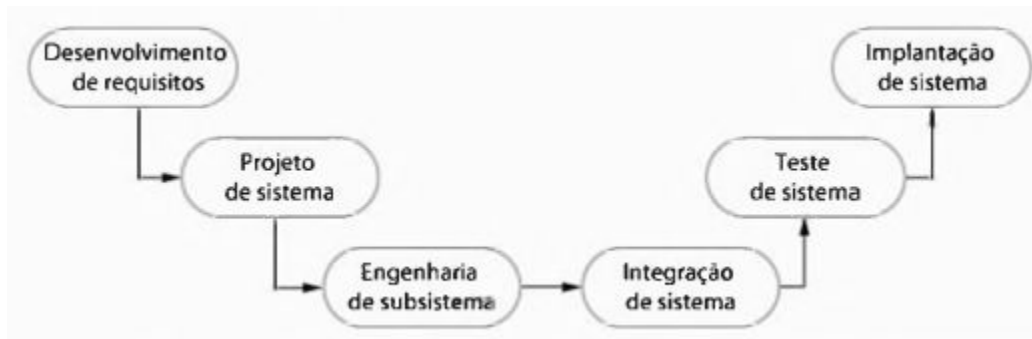 Desenvolvimento
de requisitos
Projeto
de sistema
Engenharia
de subsistema
Integração
de sistema
Teste
de sistema
Implantação
de sistema